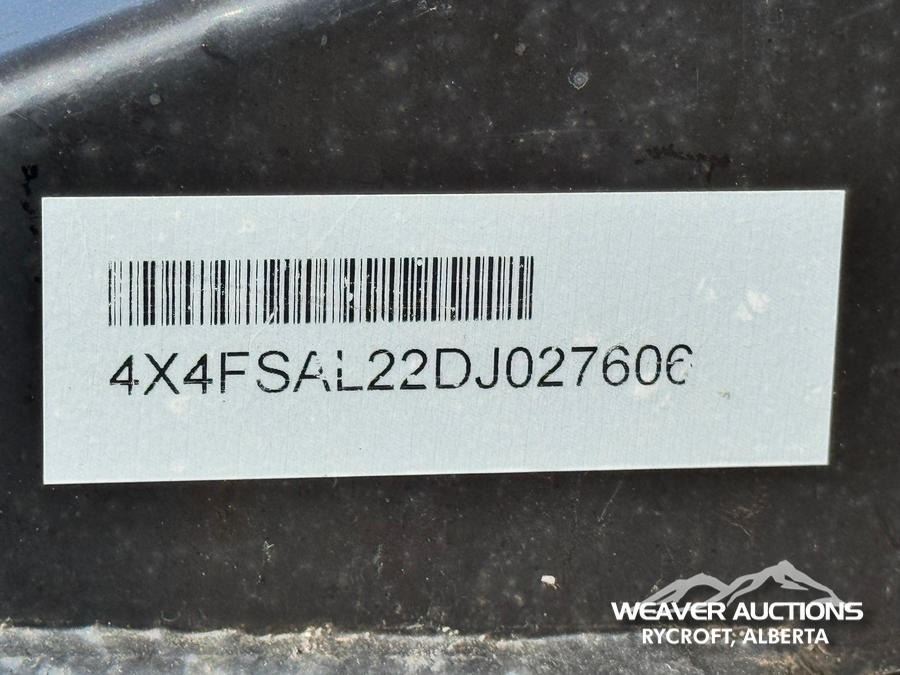 4X4FSAL22DJ027606
WEAVER AUCTIONS
RYCROFT, ALBERTA